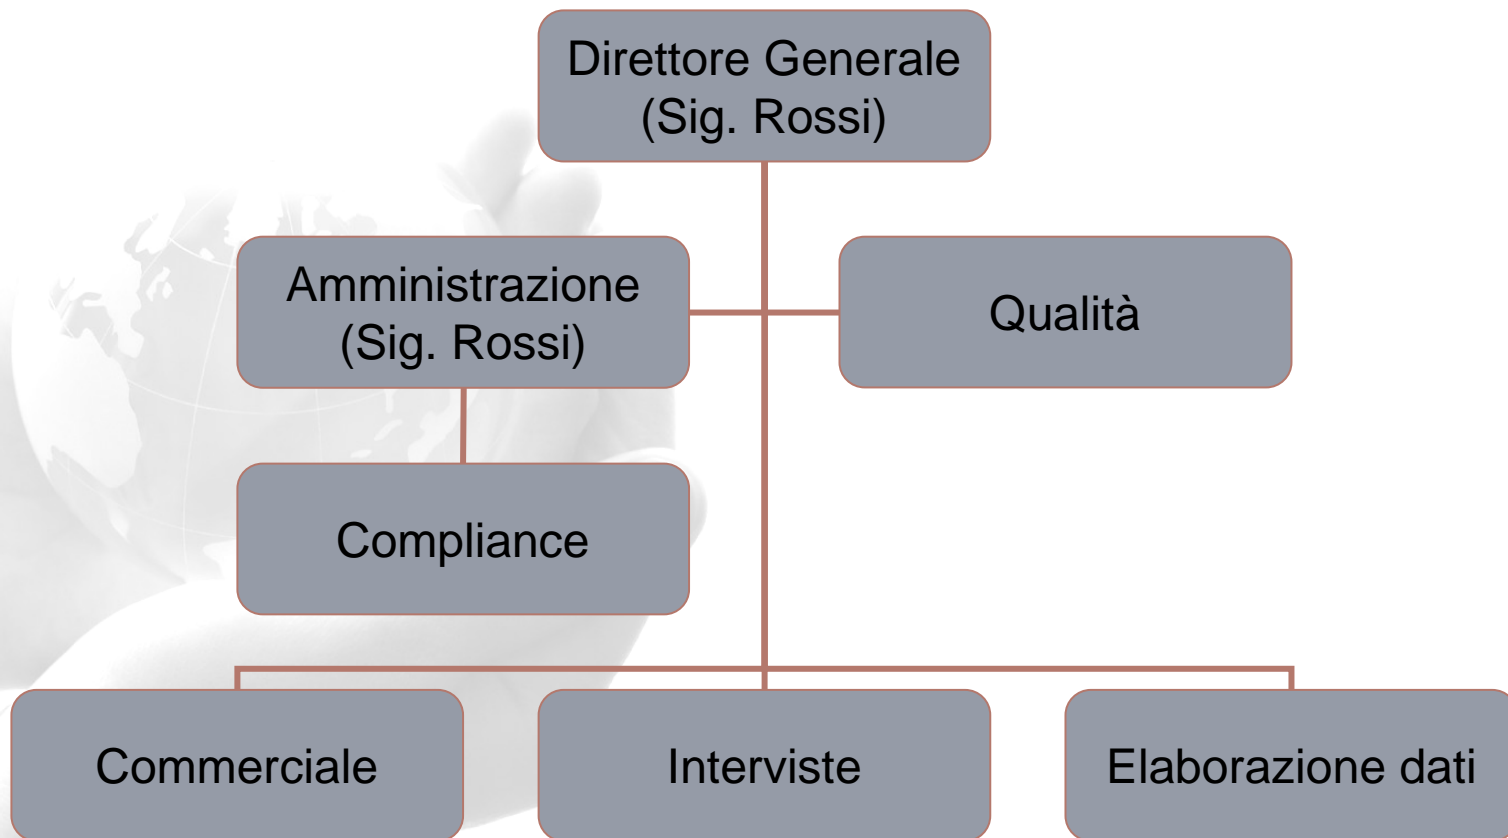 Direttore Generale
(Sig. Rossi)
Amministrazione
(Sig. Rossi)
Qualità
Compliance
Commerciale
Interviste
Elaborazione dati